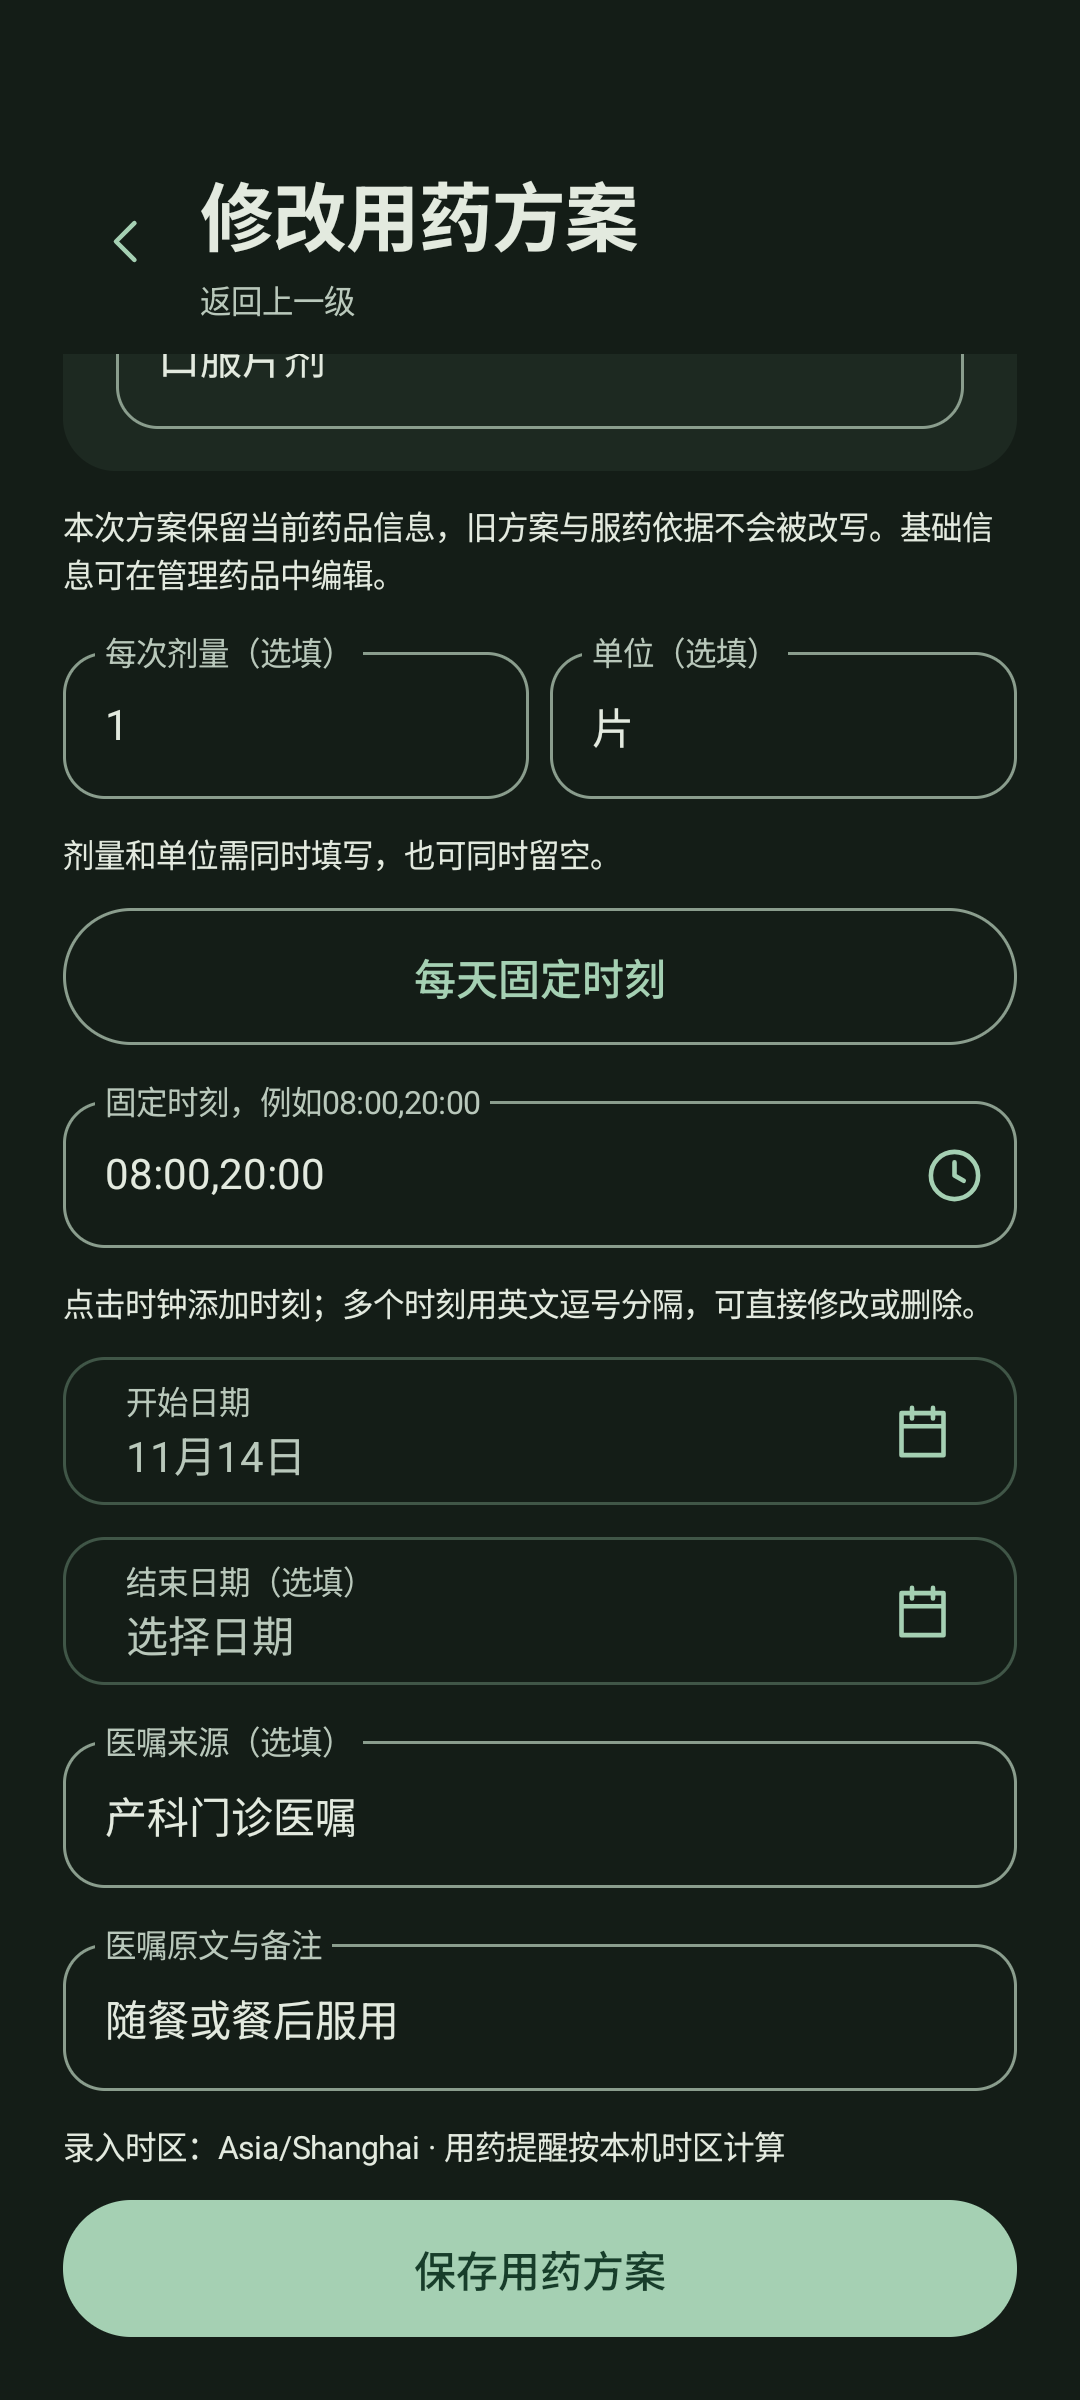 修改用药方案
返回上一级
口服片剂
本次方案保留当前药品信息，旧方案与服药依据不会被改写。基础信
息可在管理药品中编辑。
每次剂量（选填）
1
单位（选填）
片
剂量和单位需同时填写，也可同时留空。
每天固定时刻
固定时刻，例如08:00,20:00
08:00,20:00
点击时钟添加时刻；多个时刻用英文逗号分隔，可直接修改或删除。
开始日期
11月14日
结束日期（选填）
选择日期
医嘱来源（选填）
产科门诊医嘱
医嘱原文与备注
随餐或餐后服用
录入时区：Asia/Shanghai · 用药提醒按本机时区计算
保存用药方案